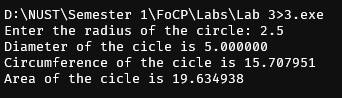 D:\NUST\Semester 1\FoCP\Labs\Lab 3>3.exe
Enter the radius of the circle: 2.5
Diameter of the cicle is 5.000000
Circumference of the cicle is 15.707951
Area of the cicle is 19.634938